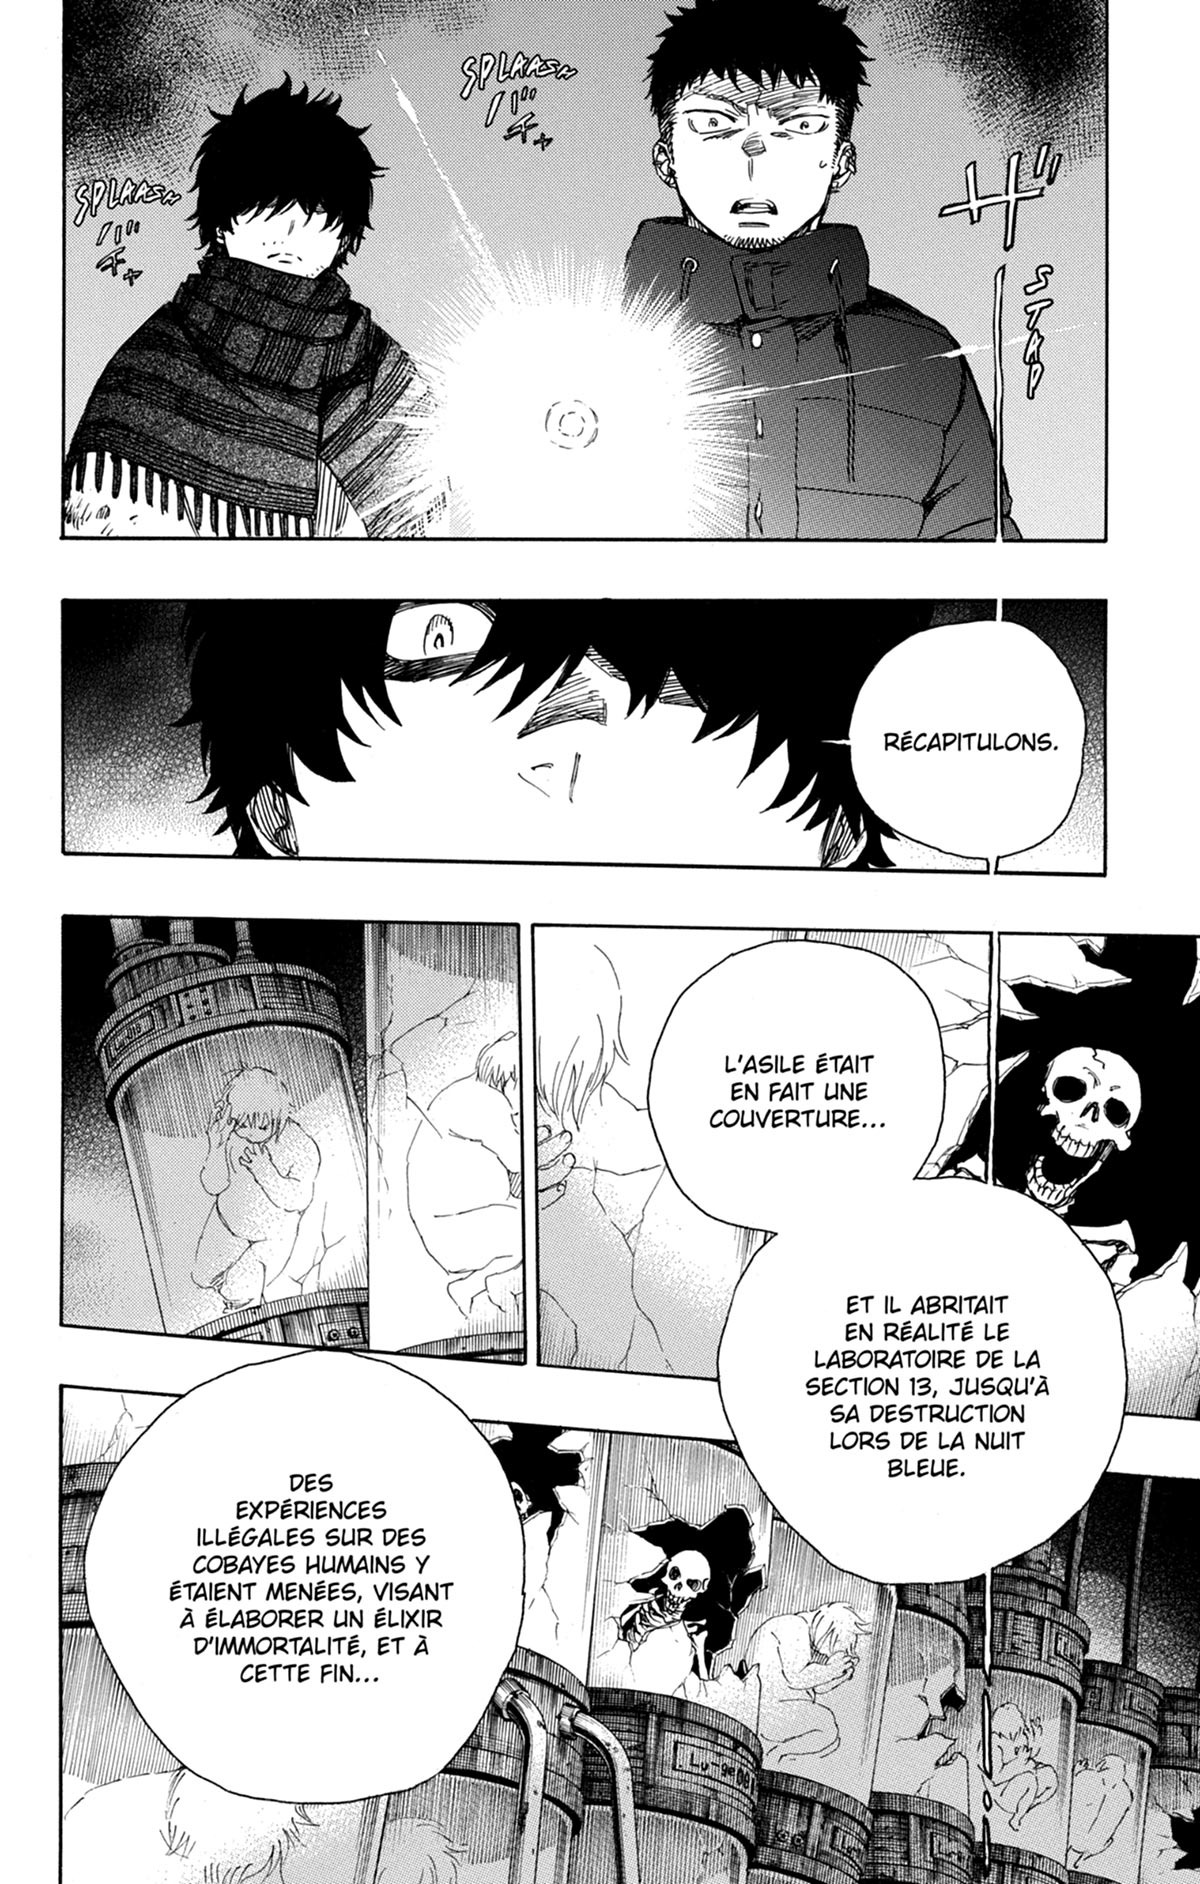 SPLAASH
SPLAASH
STAP
RÉCAPITULONS.
L'ASILE ÉTAIT
EN FAIT UNE
COUVERTURE...
ET IL ABRITAIT
EN RÉALITÉ LE
LABORATOIRE DE LA
SECTION 13, JUSQU'À
SA DESTRUCTION
LORS DE LA NUIT
BLEUE.
DES
EXPÉRIENCES
ILLÉGALES SUR DES
COBAYES HUMAINS Y
ÉTAIENT MENÉES, VISANT
À ÉLABORER UN ÉLIXIR
D'IMMORTALITÉ, ET À
CETTE FIN...